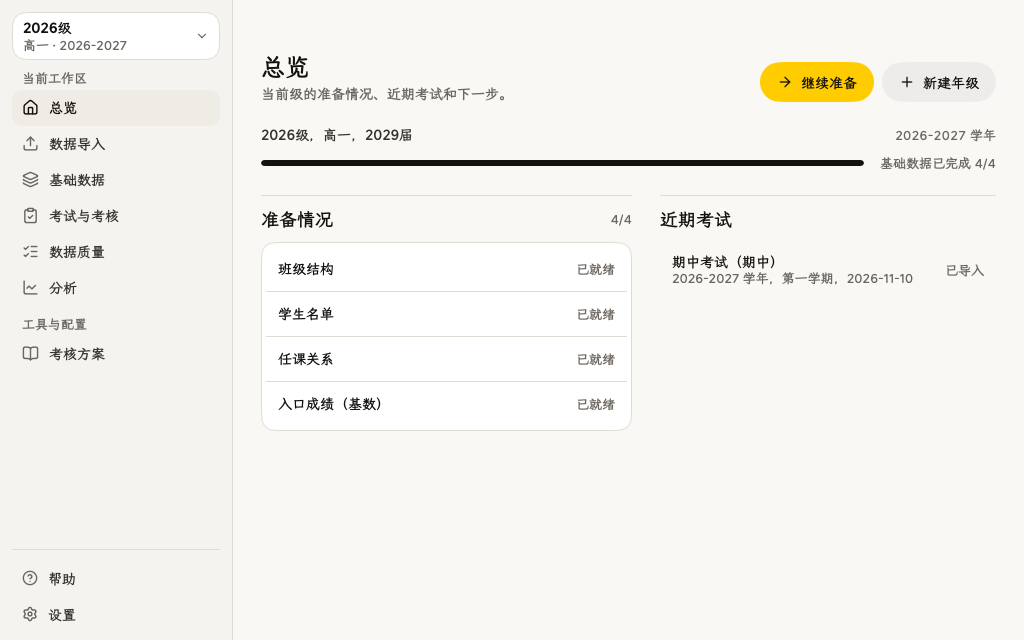 2026级
高一 · 2026-2027
当前工作区
总览
数据导入
基础数据
考试与考核
数据质量
分析
工具与配置
考核方案
帮助
设置
总览
当前级的准备情况、近期考试和下一步。
继续准备
新建年级
2026级，高一，2029届
2026-2027 学年
基础数据已完成 4/4
准备情况
4/4
班级结构
已就绪
学生名单
已就绪
任课关系
已就绪
入口成绩（基数）
已就绪
近期考试
期中考试（期中）
2026-2027 学年，第一学期，2026-11-10
已导入